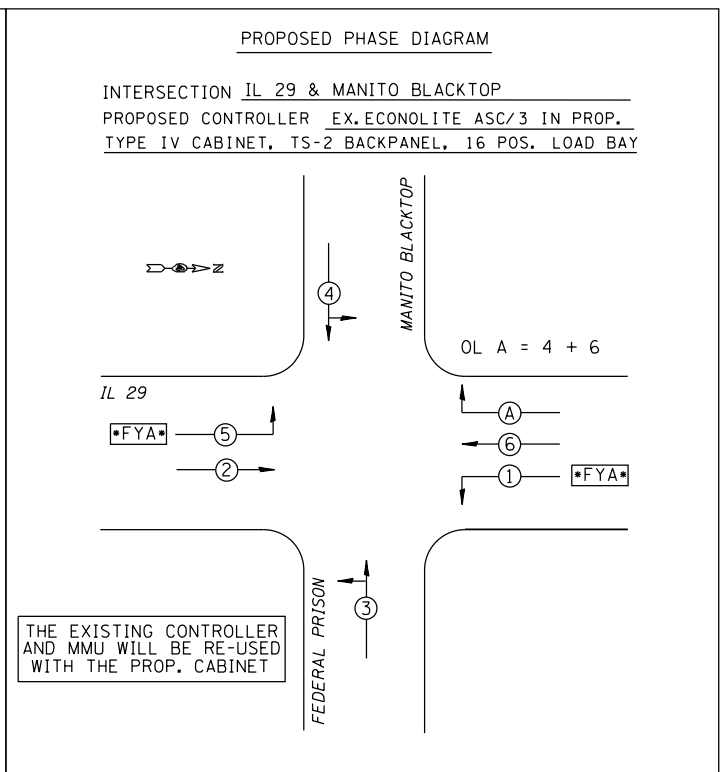 PROPOSED PHASE DIAGRAM
INTERSECTION IL 29 & MANITO BLACKTOP
PROPOSED CONTROLLER EX. ECONOLITE ASC/3 IN PROP.
TYPE IV CABINET, TS-2 BACKPANEL, 16 POS. LOAD BAY
MANITO BLACKTOP
N
4
OL A = 4 + 6
IL 29
*FYA*
5
A
2
6
1
*FYA*
3
FEDERAL PRISON
THE EXISTING CONTROLLER
AND MMU WILL BE RE-USED
WITH THE PROP. CABINET